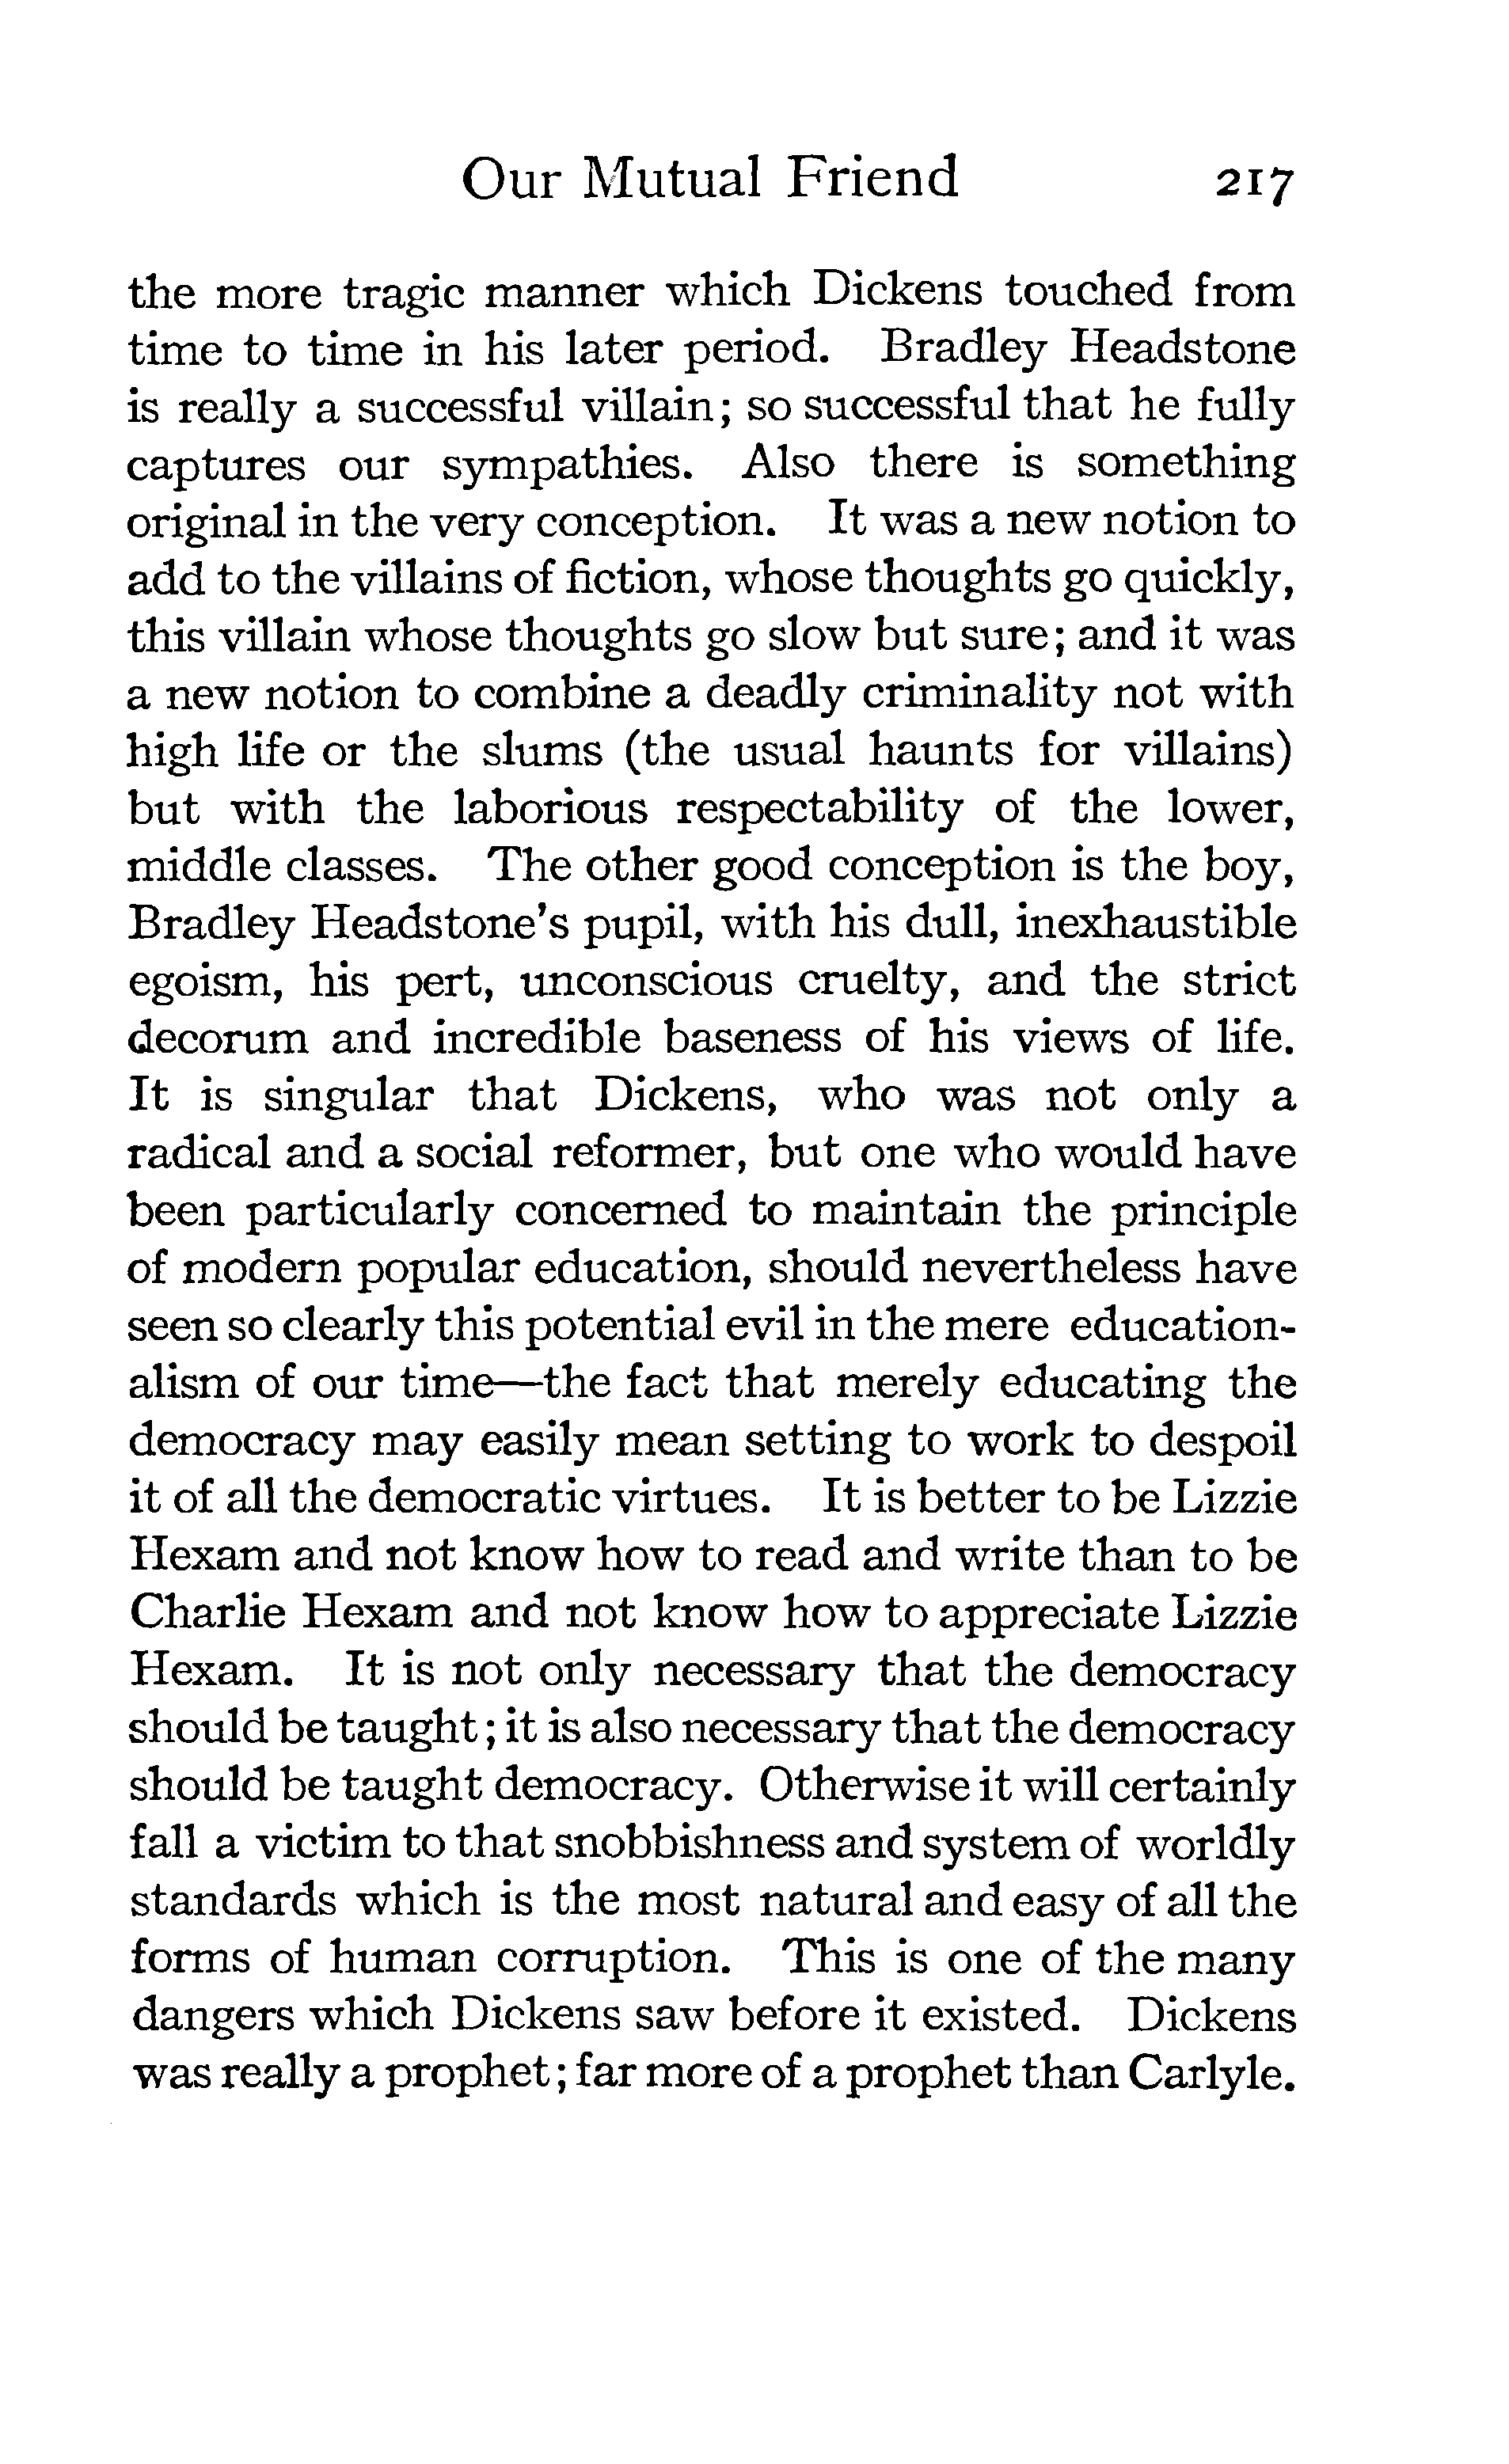 Our Mutual Friend 217
the more tragic manner which Dickens touched from
time to time in his later period. Bradley Headstone
is really a successful villain; so successful that he fully
captures our sympathies. Also there is something
original in the very conception. It was a new notion to
add to the villains of fiction, whose thoughts go quickly,
this villain whose thoughts go slow but sure; and it was
a new notion to combine a deadly criminality not with
high life or the slums (the usual haunts for villains)
but with the laborious respectability of the lower,
middle classes. The other good conception is the boy,
Bradley Headstone's pupil, with his dull, inexhaustible
egoism, his pert, unconscious cruelty, and the strict
decorum and incredible baseness of his views of life.
It is singular that Dickens, who was not only a
radical and a social reformer, but one who would have
been particularly concerned to maintain the principle
of modern popular education, should nevertheless have
seen so clearly this potential evil in the mere education-
alism of our time—the fact that merely educating the
democracy may easily mean setting to work to despoil
it of all the democratic virtues. It is better to be Lizzie
Hexam and not know how to read and write than to be
Charlie Hexam and not know how to appreciate Lizzie
Hexam. It is not only necessary that the democracy
should be taught; it is also necessary that the democracy
should be taught democracy. Otherwise it will certainly
fall a victim to that snobbishness and system of worldly
standards which is the most natural and easy of all the
forms of human corruption. This is one of the many
dangers which Dickens saw before it existed. Dickens
was really a prophet; far more of a prophet than Carlyle.